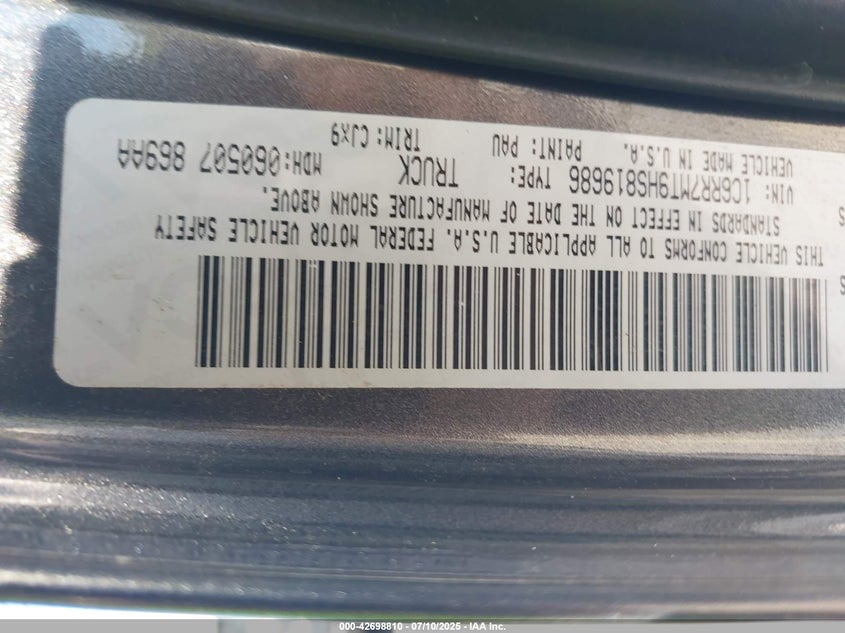 THIS VEHICLE CONFORMS TO ALL APPLICABLE U.S.A. FEDERAL MOTOR VEHICLE SAFETY
STANDARDS IN EFFECT ON THE DATE OF MANUFACTURE SHOWN ABOVE.
VIN: 1C6RR7MT9HS819686 TYPE: TRUCK MDH:060507 869AA
VEHICLE MADE IN U.S.A. PAINT: PAU TRIM: CJX9
000-42698810 - 07/10/2025 - IAA Inc.